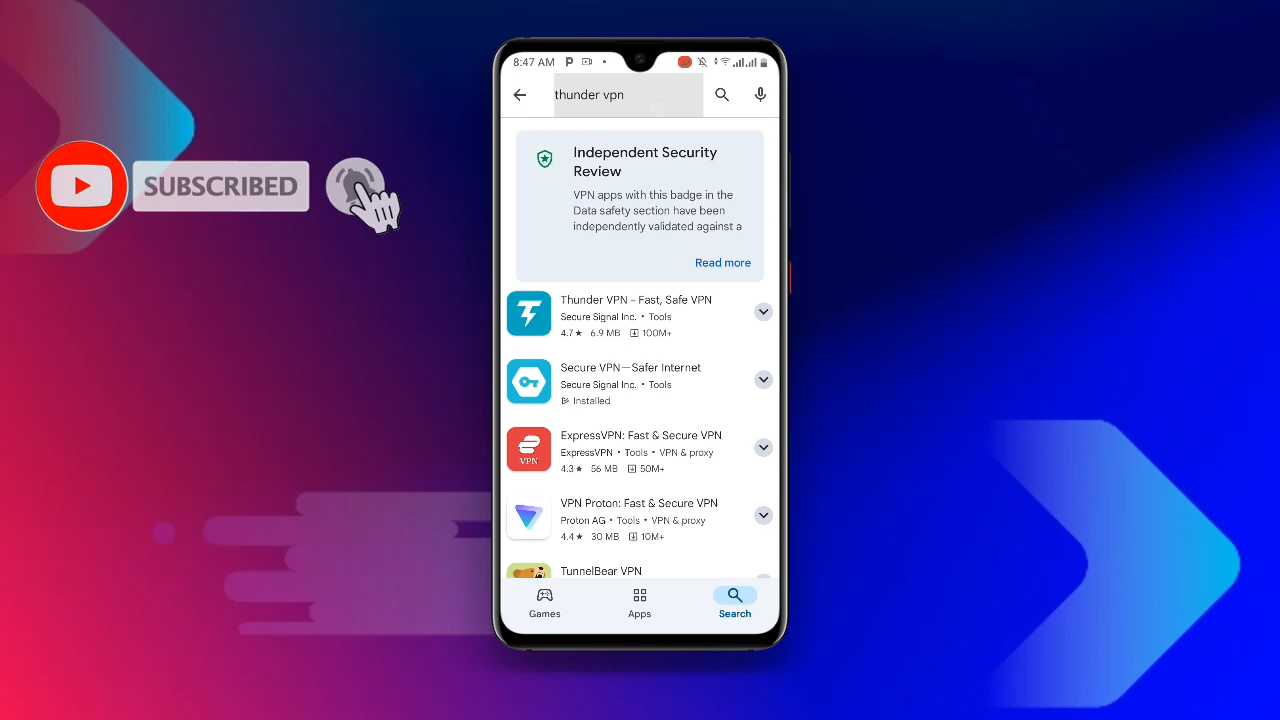 SUBSCRIBED
8:47 AM
thunder vpn
Independent Security
Review
VPN apps with this badge in the
Data safety section have been
independently validated against a
Read more
Thunder VPN - Fast, Safe VPN
Secure Signal Inc. • Tools
4.7★ 6.9 MB 100M+
Secure VPN—Safer Internet
Secure Signal Inc. • Tools
Installed
VPN
ExpressVPN: Fast & Secure VPN
ExpressVPN • Tools • VPN & proxy
4.3★ 56 MB 50M+
VPN Proton: Fast & Secure VPN
Proton AG • Tools • VPN & proxy
4.4★ 30 MB 10M+
TunnelBear VPN
Games
Apps
Search